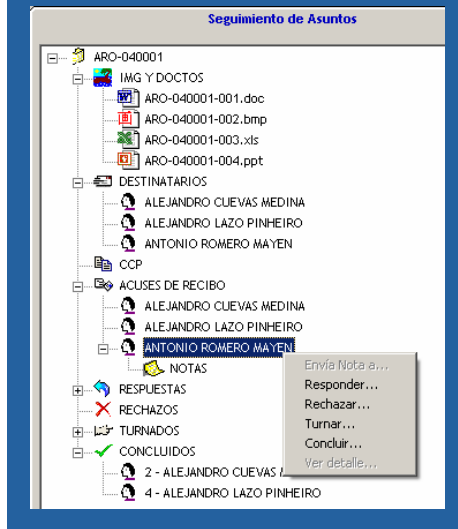 Seguimiento de Asuntos
ARO-040001
IMG Y DOCTOS
ARO-040001-001.doc
ARO-040001-002.bmp
ARO-040001-003.xls
ARO-040001-004.ppt
DESTINATARIOS
ALEJANDRO CUEVAS MEDINA
ALEJANDRO LAZO PINHEIRO
ANTONIO ROMERO MAYEN
CCP
ACUSES DE RECIBO
ALEJANDRO CUEVAS MEDINA
ALEJANDRO LAZO PINHEIRO
ANTONIO ROMERO MAYEN
NOTAS
RESPUESTAS
RECHAZOS
TURNADOS
CONCLUIDOS
2 - ALEJANDRO CUEVAS
4 - ALEJANDRO LAZO PINHEIRO
Envía Nota a...
Responder...
Rechazar...
Turnar...
Concluir...
Ver detalle...